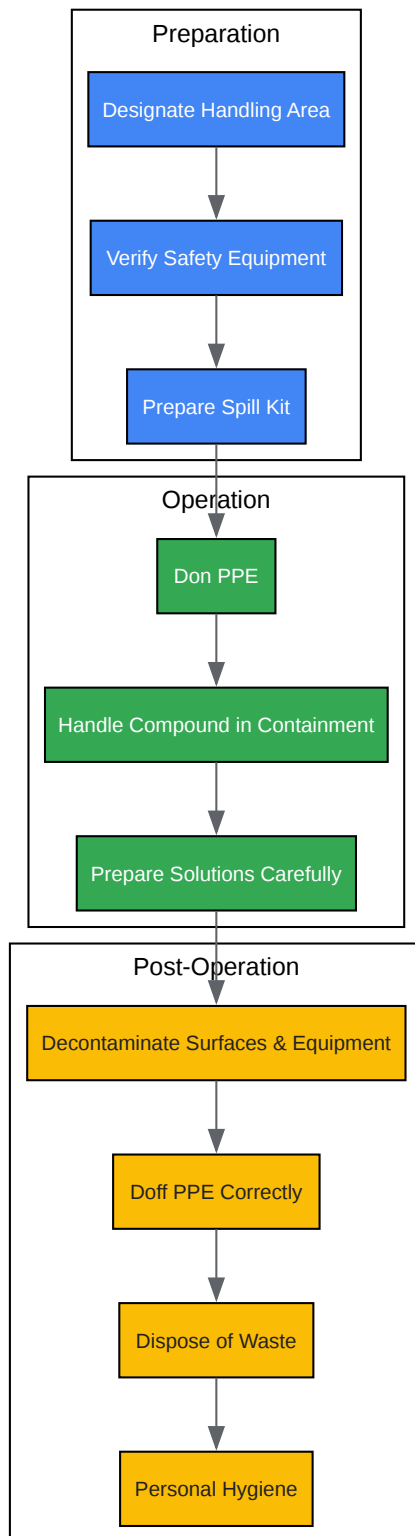 Preparation
Designate Handling Area
Verify Safety Equipment
Prepare Spill Kit
Operation
Don PPE
Handle Compound in Containment
Prepare Solutions Carefully
Post-Operation
Decontaminate Surfaces & Equipment
Doff PPE Correctly
Dispose of Waste
Personal Hygiene